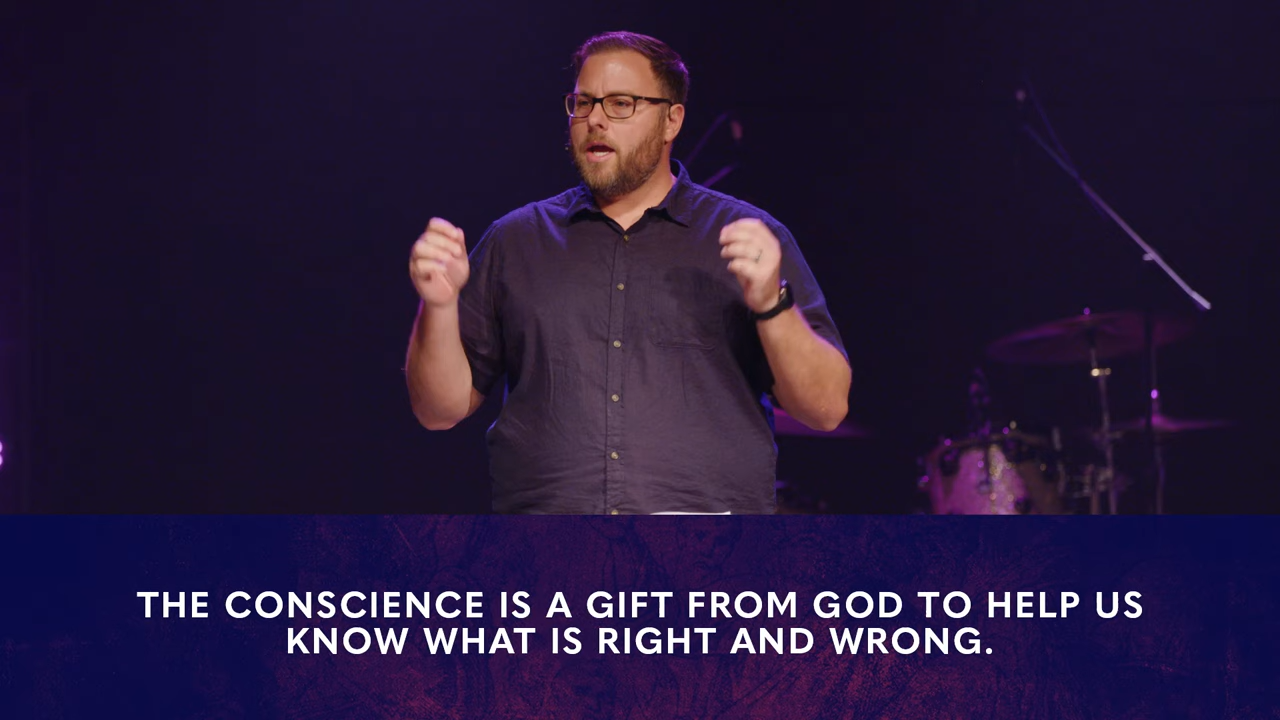 THE CONSCIENCE IS A GIFT FROM GOD TO HELP US
KNOW WHAT IS RIGHT AND WRONG.